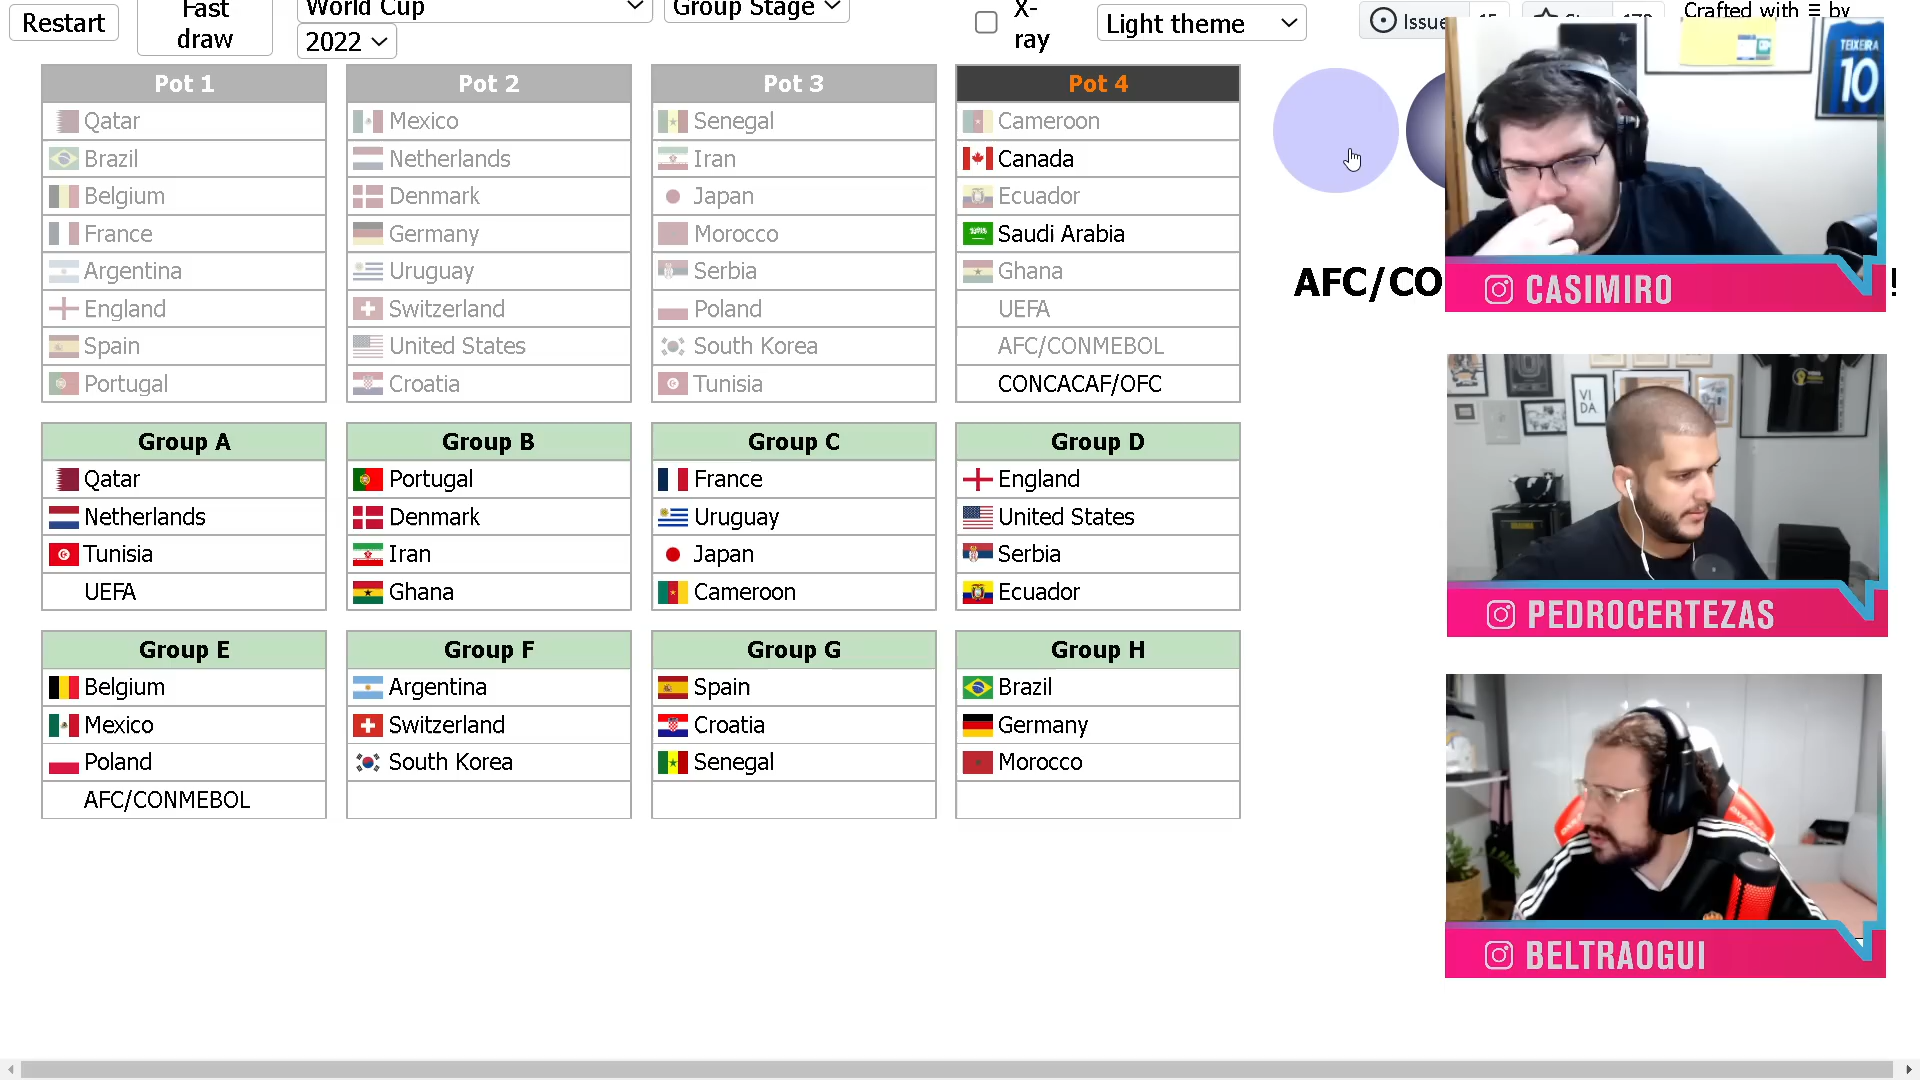 Restart
Fast
draw
World Cup
Group Stage
2022
X-
ray
Light theme
Issue
Crafted with ☰ by
TEIXEIRA
10
Pot 1
Qatar
Brazil
Belgium
France
Argentina
England
Spain
Portugal
Pot 2
Mexico
Netherlands
Denmark
Germany
Uruguay
Switzerland
United States
Croatia
Pot 3
Senegal
Iran
Japan
Morocco
Serbia
Poland
South Korea
Tunisia
Pot 4
Cameroon
Canada
Ecuador
Saudi Arabia
Ghana
UEFA
AFC/CONMEBOL
CONCACAF/OFC
AFC/CO
!
CASIMIRO
Group A
Qatar
Netherlands
Tunisia
UEFA
Group B
Portugal
Denmark
Iran
Ghana
Group C
France
Uruguay
Japan
Cameroon
Group D
England
United States
Serbia
Ecuador
VI
DA
PEDROCERTEZAS
Group E
Belgium
Mexico
Poland
AFC/CONMEBOL
Group F
Argentina
Switzerland
South Korea
Group G
Spain
Croatia
Senegal
Group H
Brazil
Germany
Morocco
BELTRAOGUI